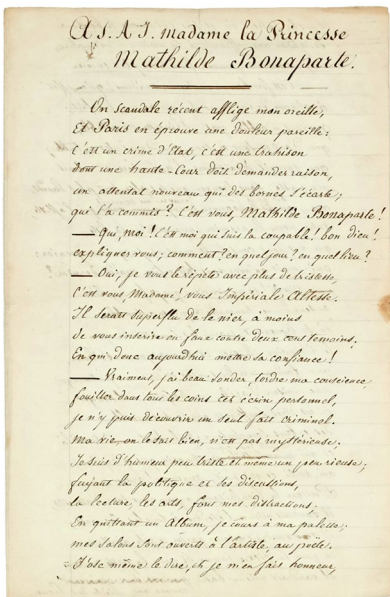 A S. A I. madame la Princesse
Mathilde Bonaparte.
Un scandale récent afflige mon oreille,
Et Paris en éprouve une douleur pareille:
C'est un crime d'Etat, c'est une trahison
dont une haute-Cour doit demander raison,
un attentat nouveau qui des bornes s'écarte;
qui l'a commis? C'est vous, Mathilde Bonaparte!
— Qui, moi! C'est moi qui suis la coupable! bon dieu!
expliquez vous; comment? en quel jour? en quel lieu?
— Oui, je vous le répète avec plus de tristesse,
C'est vous, Madame! vous Impériale Altesse.
Il serait superflu de le nier, à moins
de vous inscrire en faux contre deux cens temoins.
En qui donc aujourd'hui mettre sa confiance!
— Vraiment, j'ai beau sonder, tordre ma conscience,
fouiller dans tous les coins cet écrin personnel,
je n'y puis découvrir un seul fait criminel.
Ma vie, on le sait bien, n'est pas mystérieuse;
Je suis d'humeur peu triste et même un peu rieuse;
fuyant la politique et ses discussions,
la lecture, les arts, font mes distractions.
En quittant un Album, je cours à ma palette;
mes salons sont ouverts à l'artiste, au poète.
J'ose même le dire, et je m'en fais honneur,